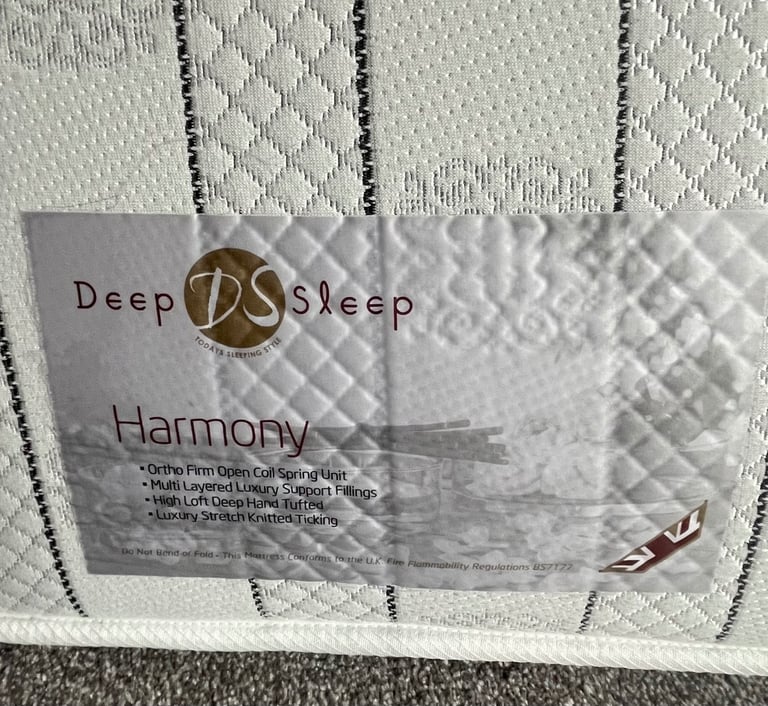 Deep DS Sleep
TODAYS SLEEPING STYLE
Harmony
▪ Ortho Firm Open Coil Spring Unit
▪ Multi Layered Luxury Support Fillings
▪ High Loft Deep Hand Tufted
▪ Luxury Stretch Knitted Ticking
Do Not Bend or Fold - This Mattress Conforms to the U.K. Fire Flammability Regulations BS7177